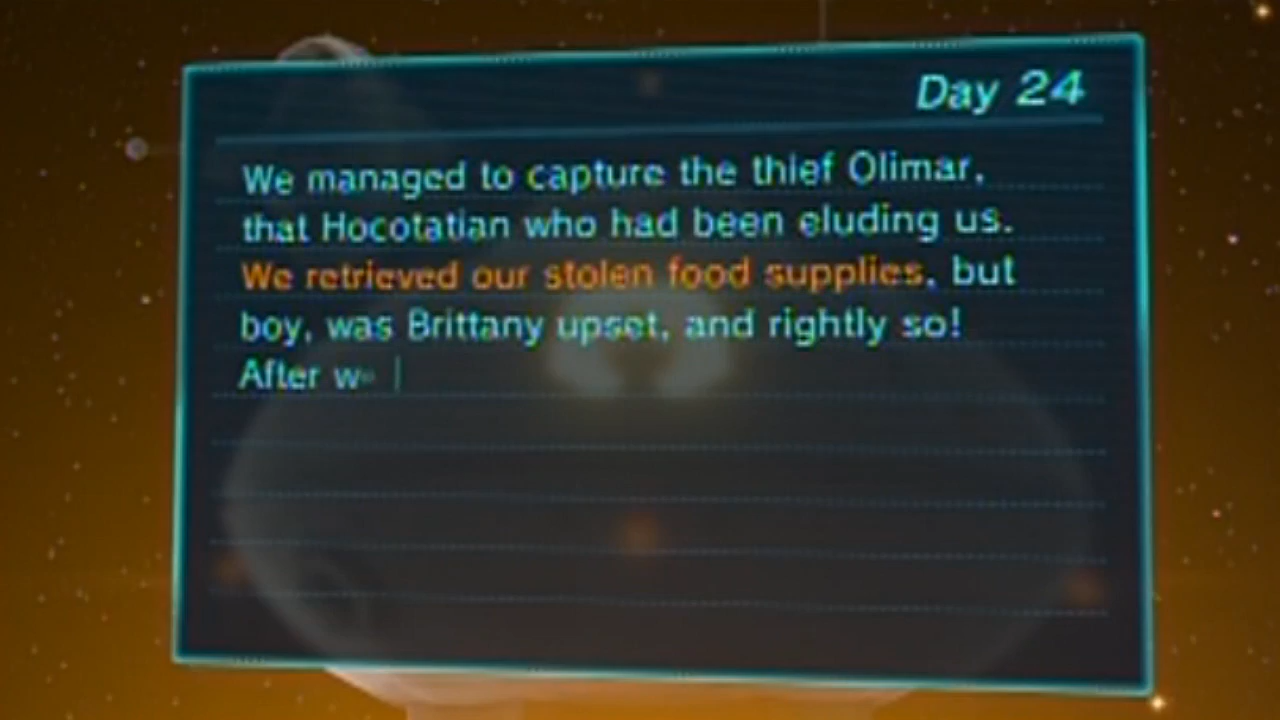 Day 24
We managed to capture the thief Olimar,
that Hocotatian who had been eluding us.
We retrieved our stolen food supplies, but
boy, was Brittany upset, and rightly so!
After w